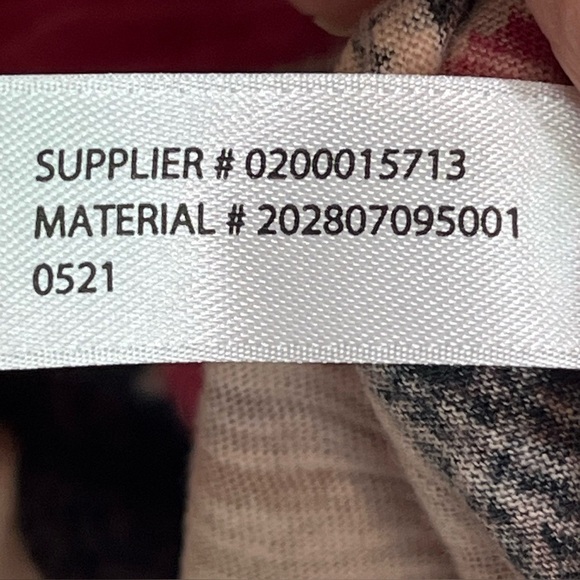 SUPPLIER # 0200015713
MATERIAL # 202807095001
0521